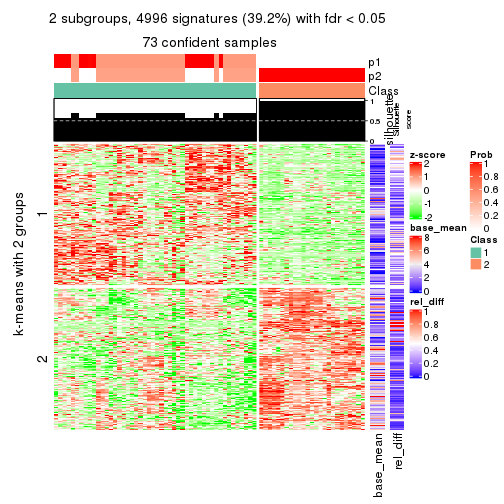 2 subgroups, 4996 signatures (39.2%) with fdr < 0.05
73 confident samples
p1
p2
Class
silhouette
Silhouette
score
1
0.5
0
k-means with 2 groups
1
2
base_mean
rel_diff
z-score
2
1
0
-1
-2
base_mean
8
6
4
2
0
rel_diff
1
0.8
0.6
0.4
0.2
0
Prob
1
0.8
0.6
0.4
0.2
0
Class
1
2